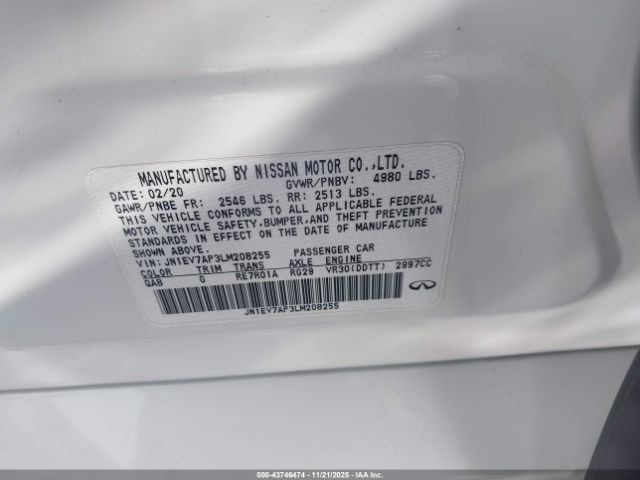 MANUFACTURED BY NISSAN MOTOR CO.,LTD.
DATE: 02/20 GVWR/PNBV: 4980 LBS.
GAWR/PNBE FR: 2546 LBS. RR: 2513 LBS.
THIS VEHICLE CONFORMS TO ALL APPLICABLE FEDERAL
MOTOR VEHICLE SAFETY, BUMPER, AND THEFT PREVENTION
STANDARDS IN EFFECT ON THE DATE OF MANUFACTURE
SHOWN ABOVE.
VIN: JN1EV7AP3LM208255 PASSENGER CAR
COLOR TRIM TRANS AXLE ENGINE
QAB G RE7R01A RG29 VR30(DDTT) 2997CC
JN1EV7AP3LM208255
INFINITI
000-43746474 - 11/21/2025 - IAAI.COM